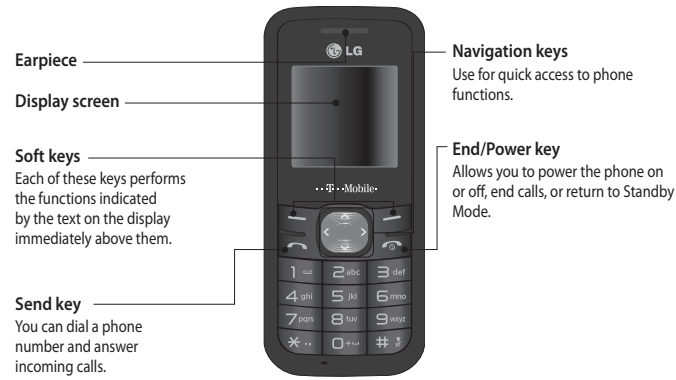 Earpiece
Display screen
Soft keys
Each of these keys performs
the functions indicated
by the text on the display
immediately above them.
Send key
You can dial a phone
number and answer
incoming calls.
LG
LG
· · T · · Mobile ·
1
2 abc
3 def
4 ghi
5 jkl
6 mno
7 pqrs
8 tuv
9 wxyz
* ··
0 +
#
Navigation keys
Use for quick access to phone
functions.
End/Power key
Allows you to power the phone on
or off, end calls, or return to Standby
Mode.